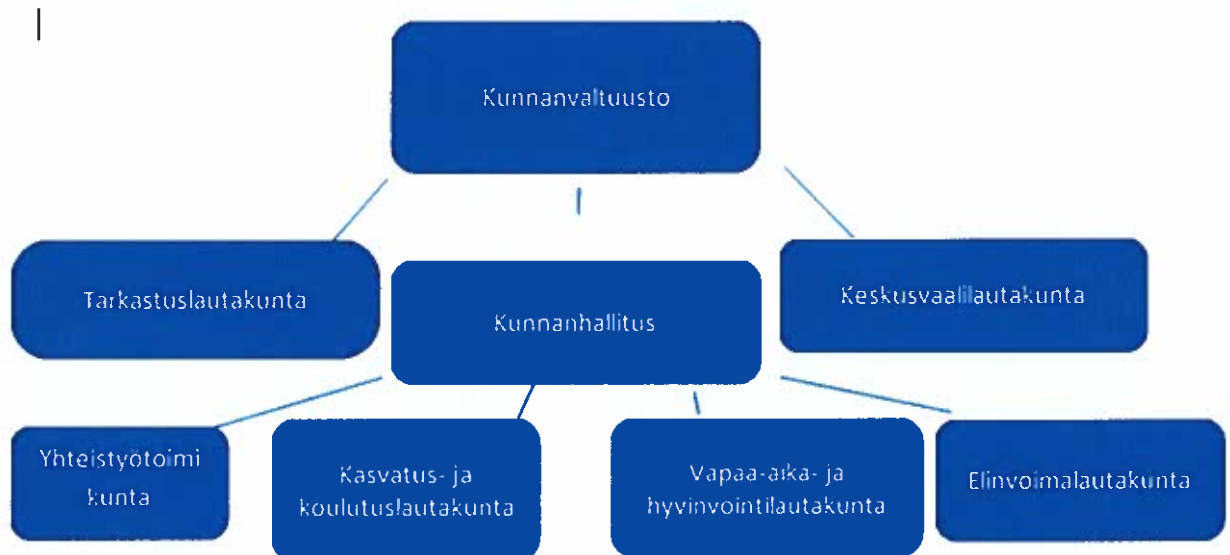 Kunnanvaltuusto
Tarkastuslautakunta
Kunnanhallitus
Keskusvaalilautakunta
Yhteistyötoimi
kunta
Kasvatus- ja
koulutuslautakunta
Vapaa-aika- ja
hyvinvointilautakunta
Elinvoimalautakunta